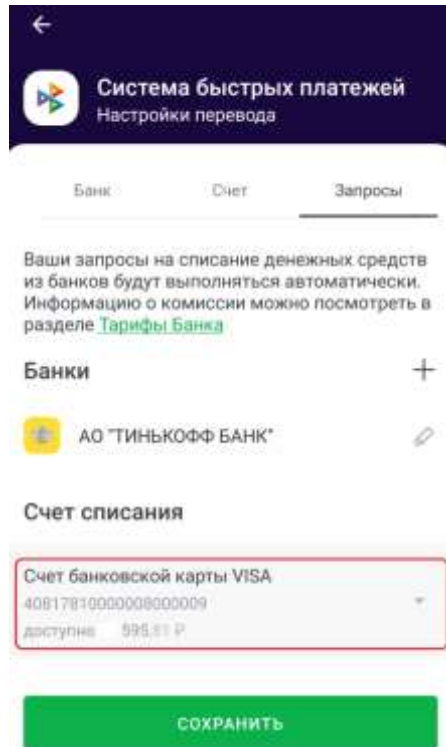 Система быстрых платежей
Настройки перевода
Банк Счет Запросы
Ваши запросы на списание денежных средств
из банков будут выполняться автоматически.
Информацию о комиссии можно посмотреть в
разделе Тарифы Банка
Банки
АО "ТИНЬКОФФ БАНК"
Счет списания
Счет банковской карты VISA
40817810000008000009
доступно
СОХРАНИТЬ